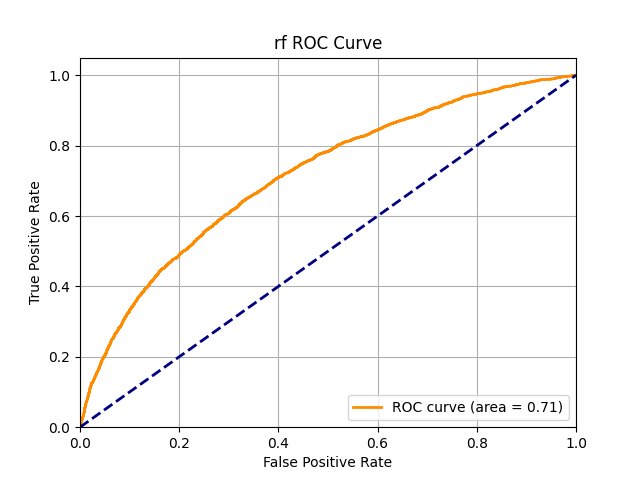 rf ROC Curve
True Positive Rate
1.0
0.8
0.6
0.4
0.2
0.0
0.0 0.2 0.4 0.6 0.8 1.0
False Positive Rate
ROC curve (area = 0.71)